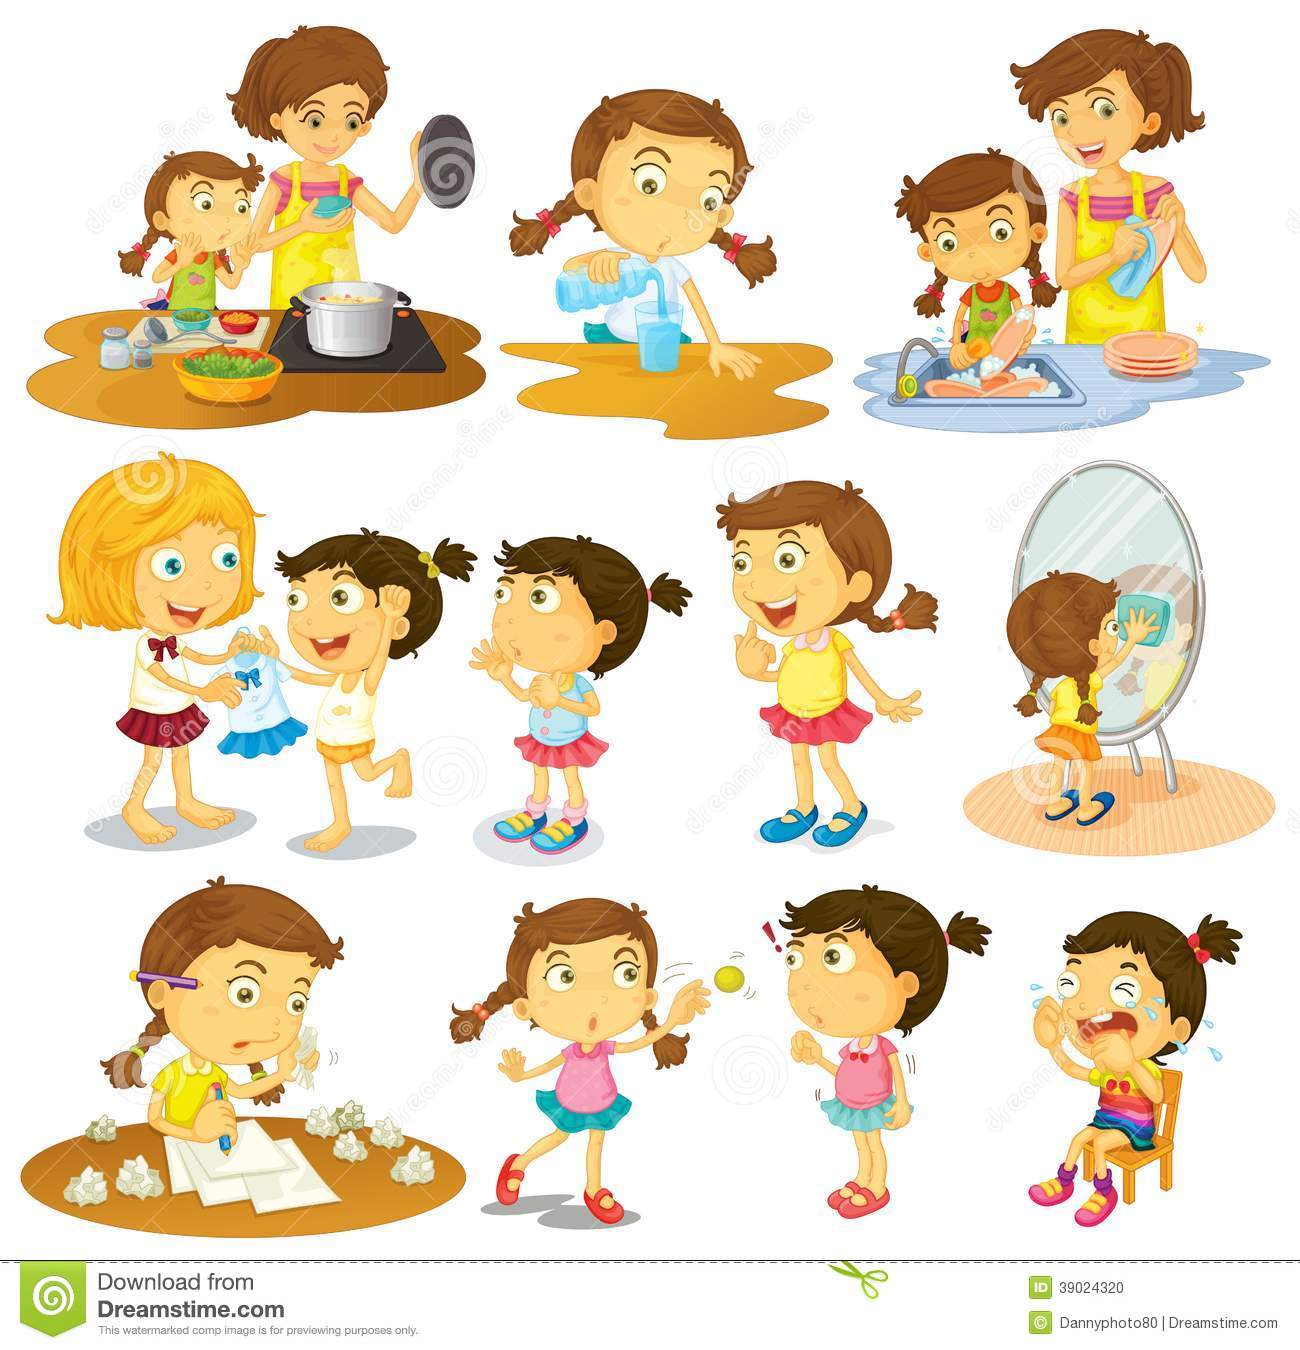 Download from
Dreamstime.com
This watermarked comp image is for previewing purposes only.
ID 39024320
© Dannyphoto80 | Dreamstime.com